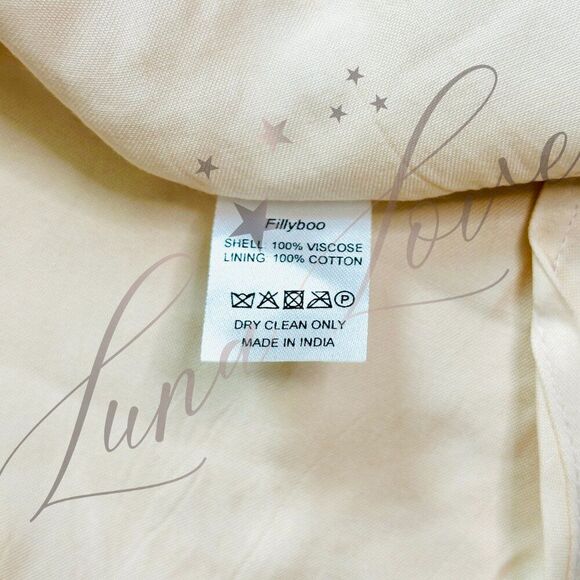 Fillyboo
SHELL: 100% VISCOSE
LINING: 100% COTTON
P
DRY CLEAN ONLY
MADE IN INDIA
Luna Love